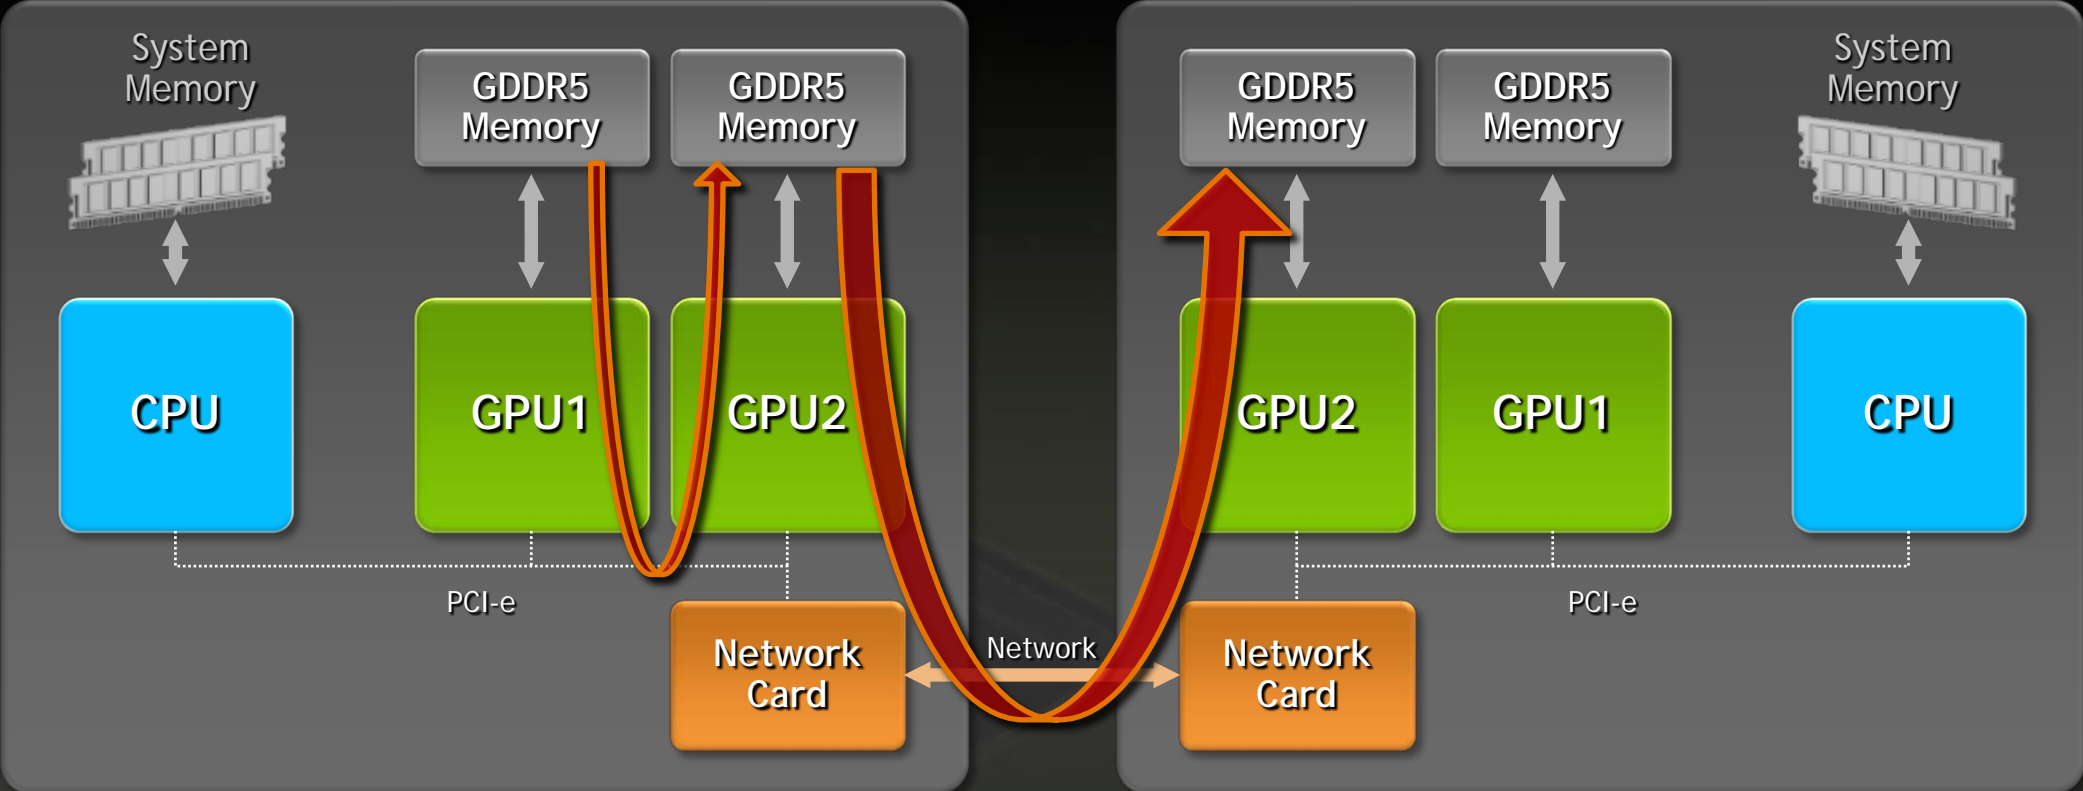 System
Memory
GDDR5
Memory
GDDR5
Memory
CPU
GPU1
GPU2
PCI-e
Network
Card
Network
GDDR5
Memory
GDDR5
Memory
System
Memory
GPU2
GPU1
CPU
PCI-e
Network
Card